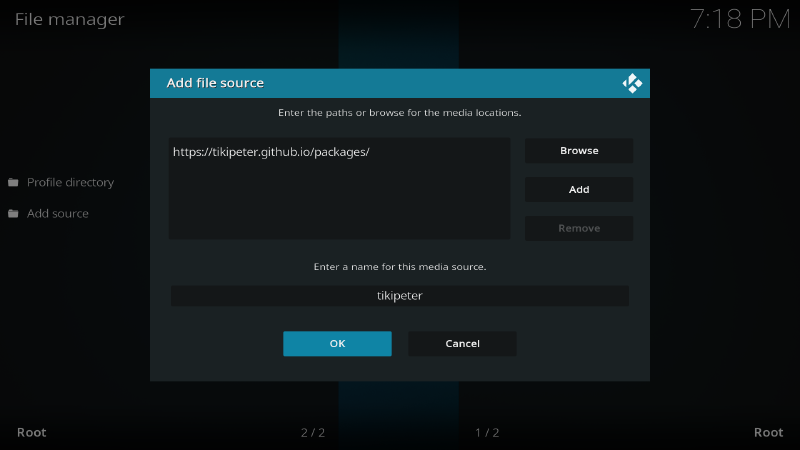 File manager
7:18 PM
Add file source
Enter the paths or browse for the media locations.
https://tikipeter.github.io/packages/
Browse
Add
Remove
Profile directory
Add source
Enter a name for this media source.
tikipeter
OK
Cancel
Root
2 / 2
1 / 2
Root